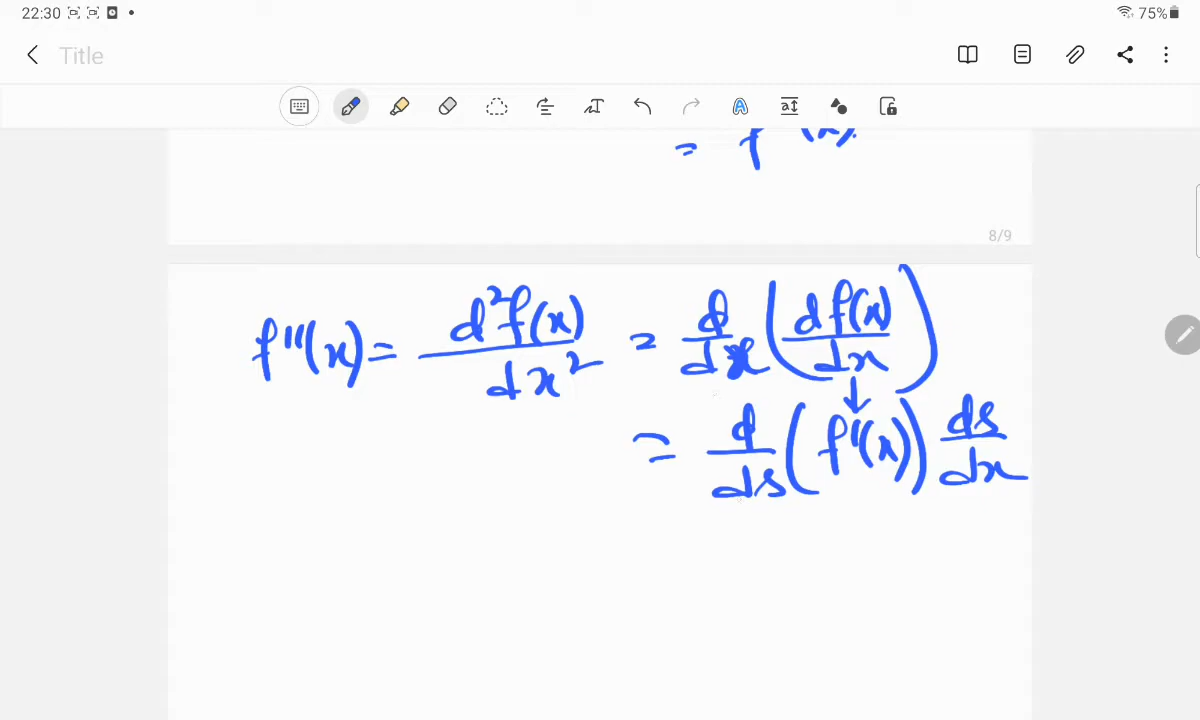 22:30 75%
Title
= f (x).
8/9
f''(x) = d²f(x)/dx² = d/dx (df(x)/dx)
= d/ds (f'(x)) ds/dx